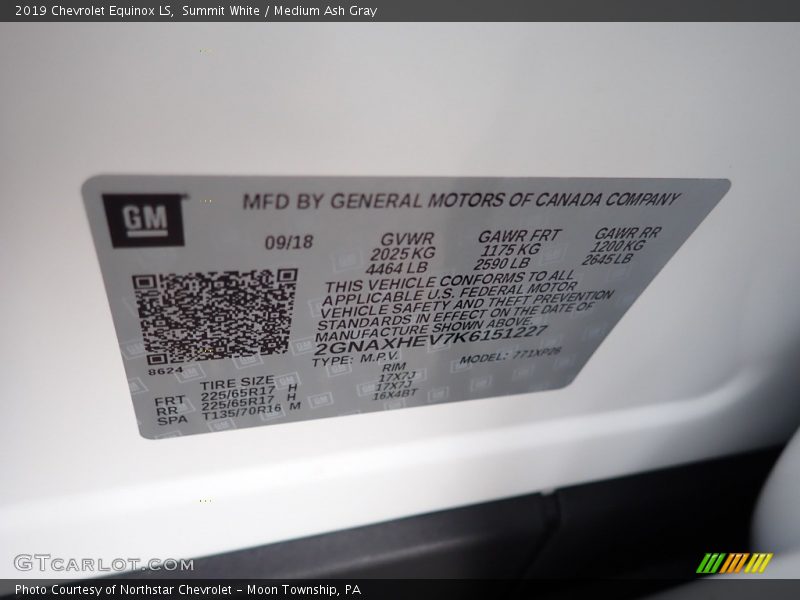 2019 Chevrolet Equinox LS, Summit White / Medium Ash Gray
GM
MFD BY GENERAL MOTORS OF CANADA COMPANY
09/18 GVWR GAWR FRT GAWR RR
2025 KG 1175 KG 1200 KG
4464 LB 2590 LB 2645 LB
THIS VEHICLE CONFORMS TO ALL
APPLICABLE U.S. FEDERAL MOTOR
VEHICLE SAFETY AND THEFT PREVENTION
STANDARDS IN EFFECT ON THE DATE OF
MANUFACTURE SHOWN ABOVE.
2GNAXHEV7K6151227
8624 TYPE: M.P.V. MODEL: 771XP26
TIRE SIZE RIM
FRT 225/65R17 H 17X7J
RR 225/65R17 H 17X7J
SPA T135/70R16 M 16X4BT
GTCARLOT.COM
Photo Courtesy of Northstar Chevrolet - Moon Township, PA